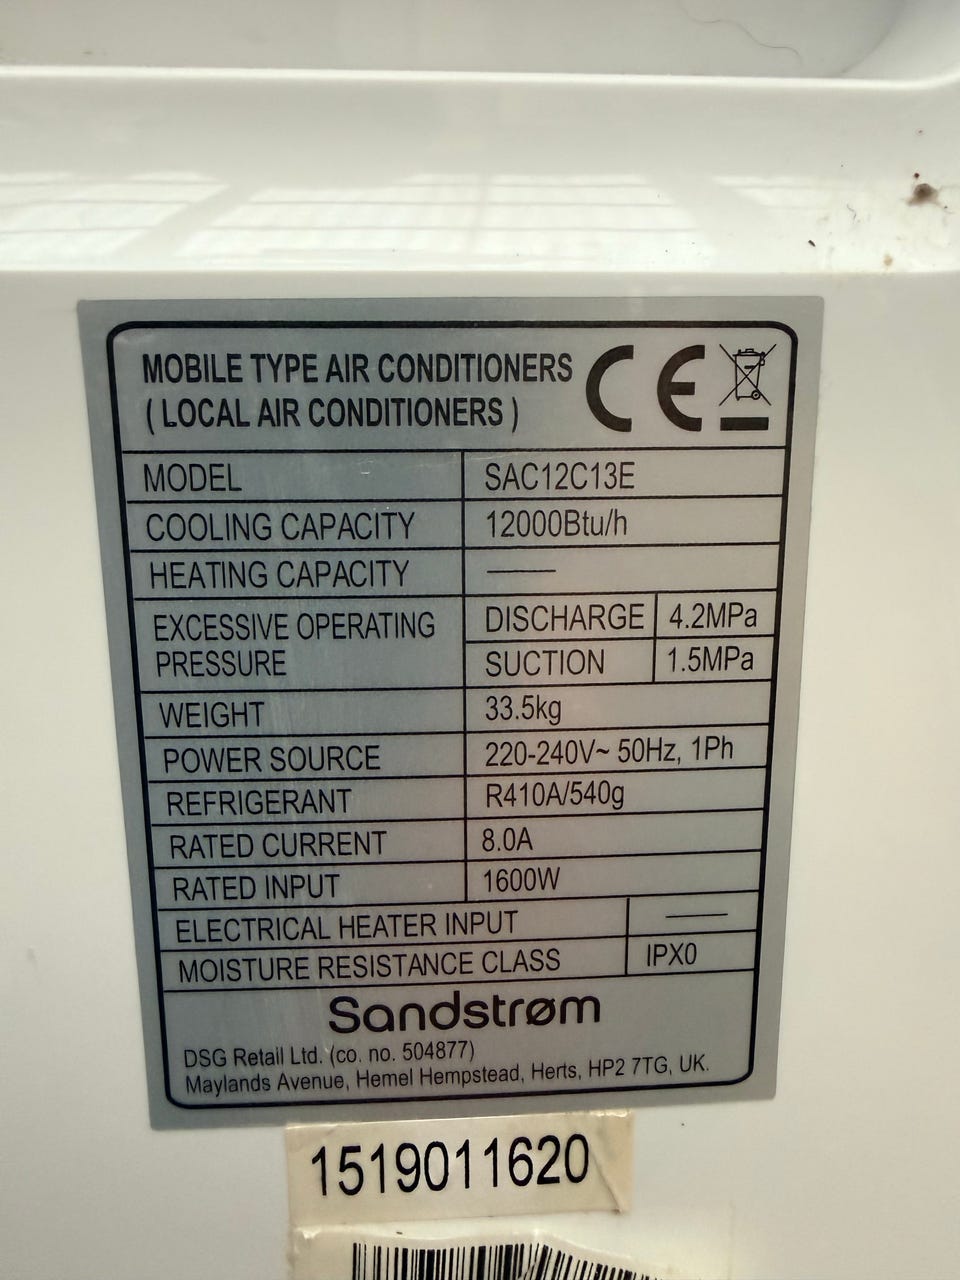 MOBILE TYPE AIR CONDITIONERS
( LOCAL AIR CONDITIONERS )
CE
MODEL SAC12C13E
COOLING CAPACITY 12000Btu/h
HEATING CAPACITY ——
EXCESSIVE OPERATING PRESSURE
DISCHARGE 4.2MPa
SUCTION 1.5MPa
WEIGHT 33.5kg
POWER SOURCE 220-240V~ 50Hz, 1Ph
REFRIGERANT R410A/540g
RATED CURRENT 8.0A
RATED INPUT 1600W
ELECTRICAL HEATER INPUT ——
MOISTURE RESISTANCE CLASS IPX0
Sandstrøm
DSG Retail Ltd. (co. no. 504877)
Maylands Avenue, Hemel Hempstead, Herts, HP2 7TG, UK.
1519011620